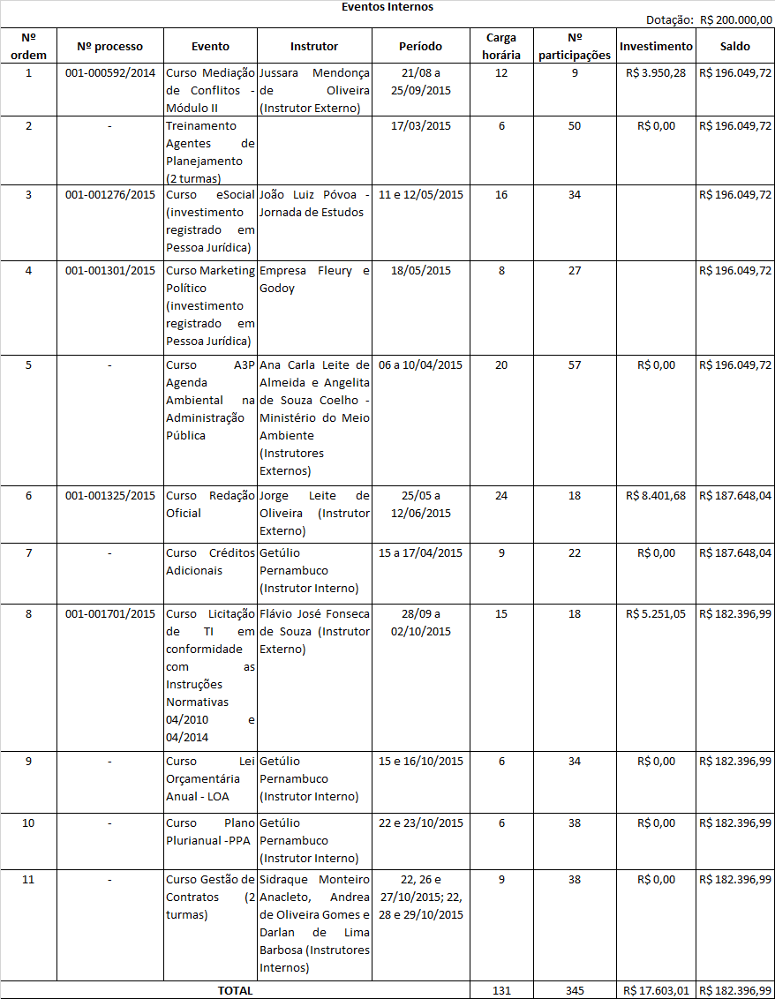 Eventos Internos
Dotação: R$ 200.000,00
Nº ordem Nº processo Evento Instrutor Período Carga horária Nº participações Investimento Saldo
1 001-000592/2014 Curso Mediação de Conflitos - Módulo II Jussara Mendonça de Oliveira (Instrutor Externo) 21/08 a 25/09/2015 12 9 R$ 3.950,28 R$ 196.049,72
2 - Treinamento Agentes de Planejamento (2 turmas) 17/03/2015 6 50 R$ 0,00 R$ 196.049,72
3 001-001276/2015 Curso eSocial (investimento registrado em Pessoa Jurídica) João Luiz Póvoa - Jornada de Estudos 11 e 12/05/2015 16 34 R$ 196.049,72
4 001-001301/2015 Curso Marketing Político (investimento registrado em Pessoa Jurídica) Empresa Fleury e Godoy 18/05/2015 8 27 R$ 196.049,72
5 - Curso A3P Agenda Ambiental na Administração Pública Ana Carla Leite de Almeida e Angelita de Souza Coelho - Ministério do Meio Ambiente (Instrutores Externos) 06 a 10/04/2015 20 57 R$ 0,00 R$ 196.049,72
6 001-001325/2015 Curso Redação Oficial Jorge Leite de Oliveira (Instrutor Externo) 25/05 a 12/06/2015 24 18 R$ 8.401,68 R$ 187.648,04
7 - Curso Créditos Adicionais Getúlio Pernambuco (Instrutor Interno) 15 a 17/04/2015 9 22 R$ 0,00 R$ 187.648,04
8 001-001701/2015 Curso Licitação de TI em conformidade com as Instruções Normativas 04/2010 e 04/2014 Flávio José Fonseca de Souza (Instrutor Externo) 28/09 a 02/10/2015 15 18 R$ 5.251,05 R$ 182.396,99
9 - Curso Lei Orçamentária Anual - LOA Getúlio Pernambuco (Instrutor Interno) 15 e 16/10/2015 6 34 R$ 0,00 R$ 182.396,99
10 - Curso Plano Plurianual -PPA Getúlio Pernambuco (Instrutor Interno) 22 e 23/10/2015 6 38 R$ 0,00 R$ 182.396,99
11 - Curso Gestão de Contratos (2 turmas) Sidraque Monteiro Anacleto, Andrea de Oliveira Gomes e Darlan de Lima Barbosa (Instrutores Internos) 22, 26 e 27/10/2015; 22, 28 e 29/10/2015 9 38 R$ 0,00 R$ 182.396,99
TOTAL 131 345 R$ 17.603,01 R$ 182.396,99